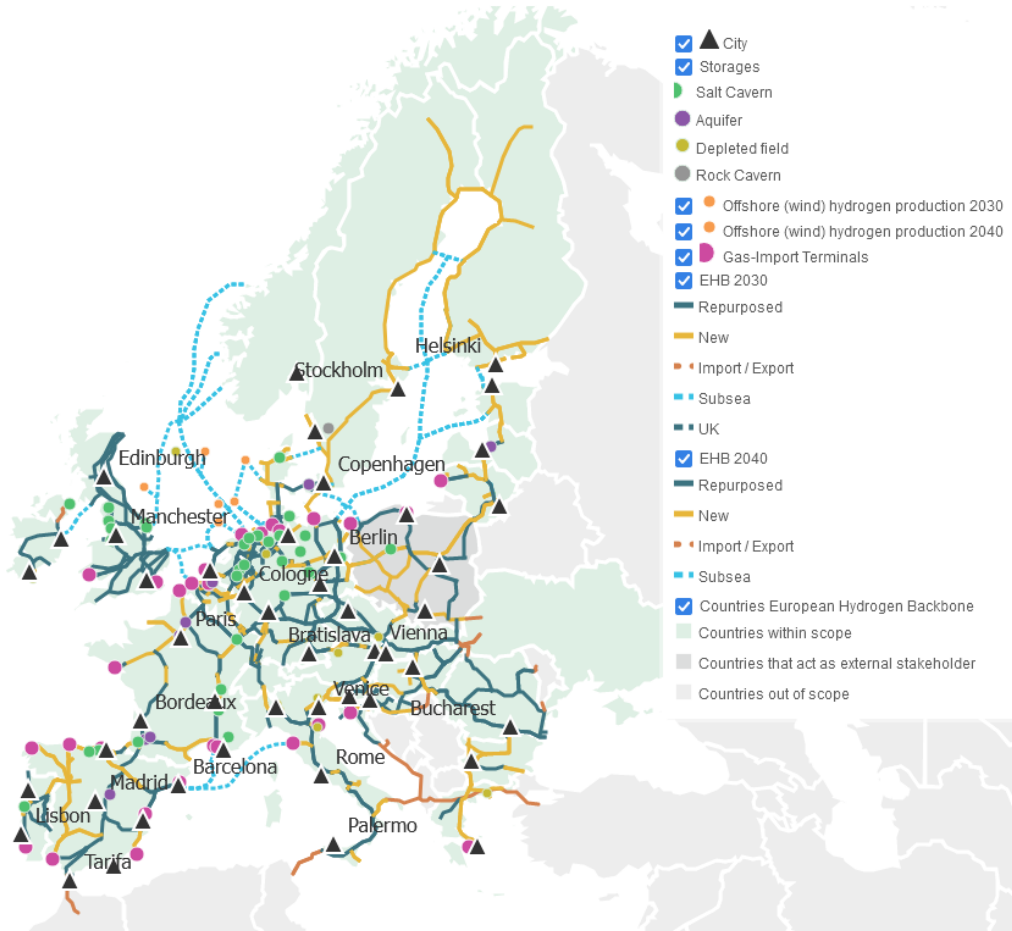 City
Storages
Salt Cavern
Aquifer
Depleted field
Rock Cavern
Offshore (wind) hydrogen production 2030
Offshore (wind) hydrogen production 2040
Gas-Import Terminals
EHB 2030
Repurposed
New
Import / Export
Subsea
UK
EHB 2040
Repurposed
New
Import / Export
Subsea
Countries European Hydrogen Backbone
Countries within scope
Countries that act as external stakeholder
Countries out of scope
Helsinki
Stockholm
Edinburgh
Copenhagen
Manchester
Berlin
Cologne
Paris
Bratislava
Vienna
Venice
Bordeaux
Bucharest
Rome
Barcelona
Madrid
Lisbon
Palermo
Tarifa